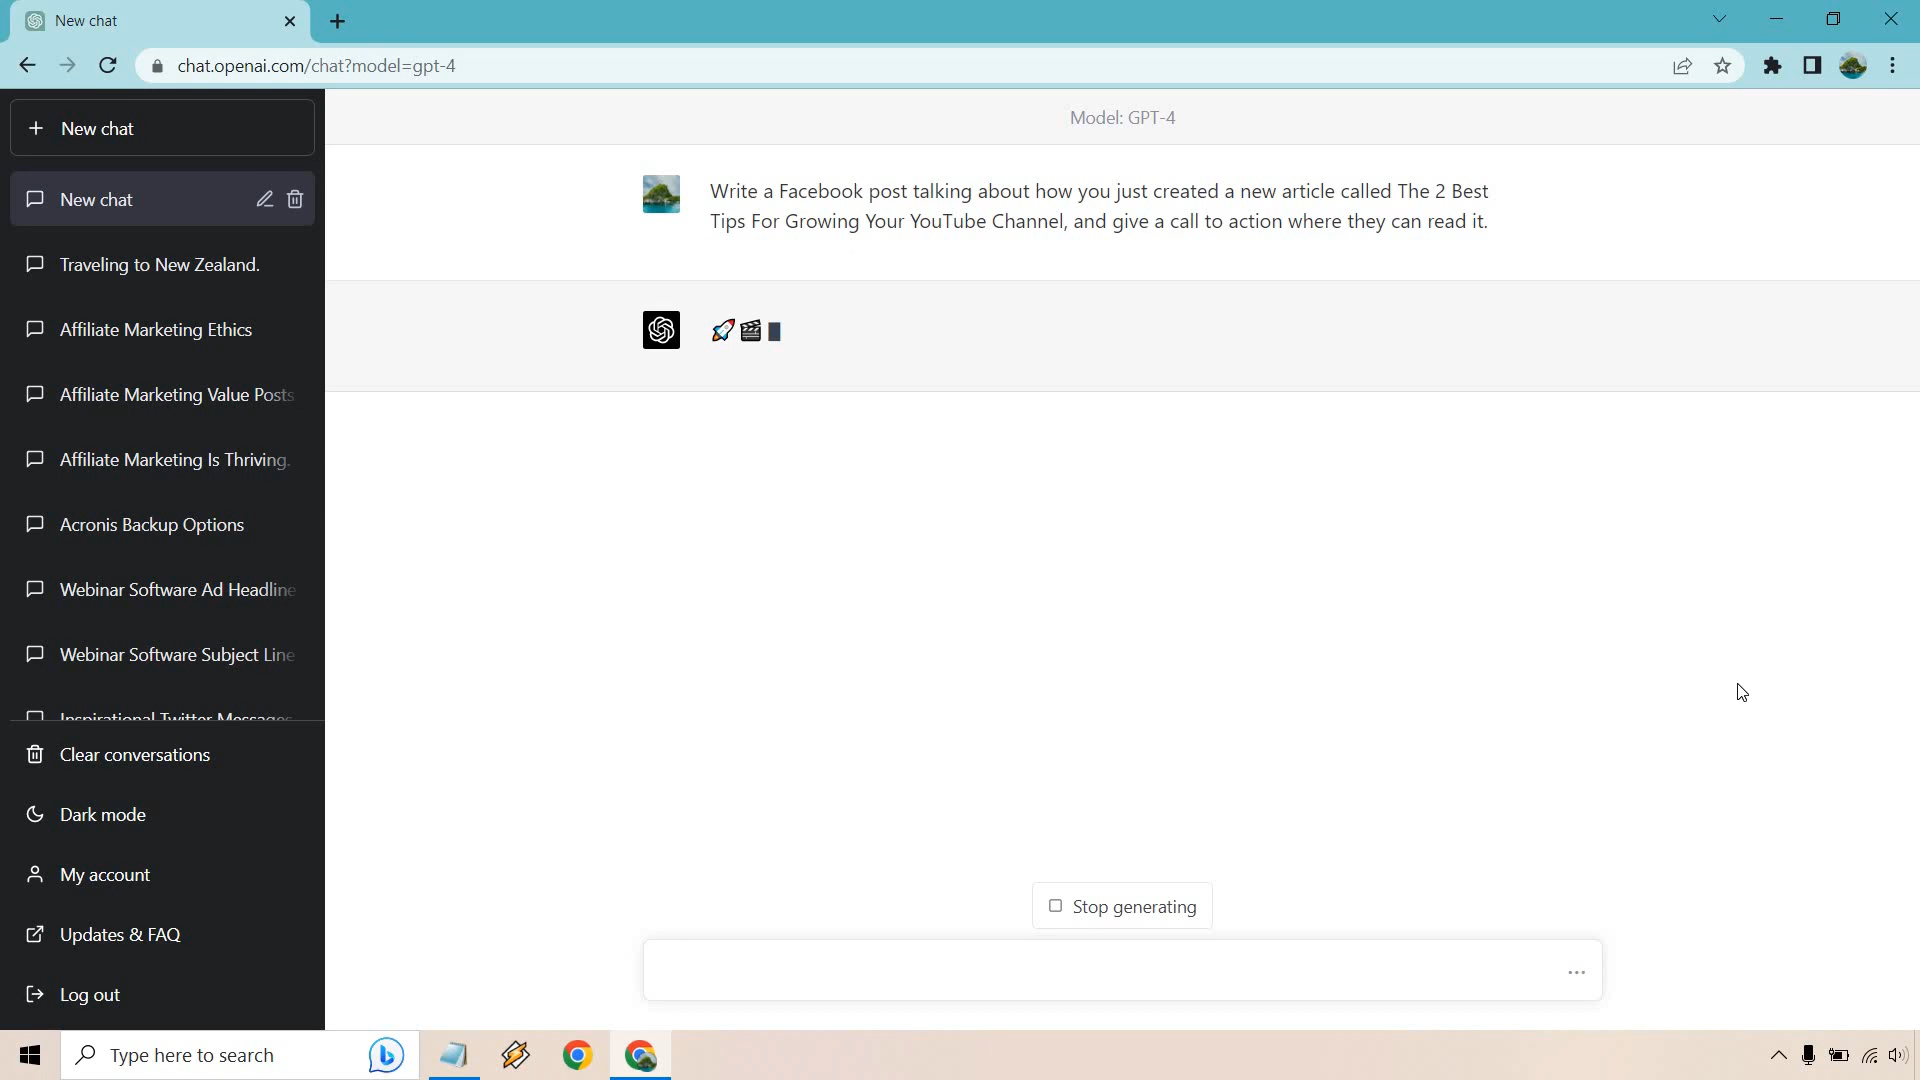 New chat
chat.openai.com/chat?model=gpt-4
New chat
Model: GPT-4
New chat
Write a Facebook post talking about how you just created a new article called The 2 Best
Tips For Growing Your YouTube Channel, and give a call to action where they can read it.
Traveling to New Zealand.
🚀🎬
Affiliate Marketing Ethics
Affiliate Marketing Value Posts
Affiliate Marketing Is Thriving.
Acronis Backup Options
Webinar Software Ad Headline
Webinar Software Subject Line
Inspirational Twitter Messages
Clear conversations
Dark mode
My account
Updates & FAQ
Log out
Stop generating
Type here to search